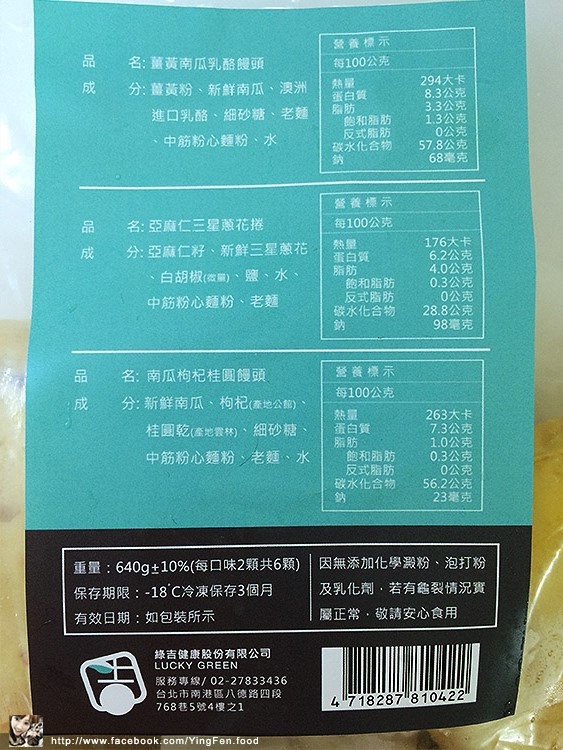 品 名: 薑黃南瓜乳酪饅頭
成 分: 薑黃粉、新鮮南瓜、澳洲
進口乳酪、細砂糖、老麵
、中筋粉心麵粉、水
營養標示
每100公克
熱量 294大卡
蛋白質 8.3公克
脂肪 3.3公克
飽和脂肪 1.3公克
反式脂肪 0公克
碳水化合物 57.8公克
鈉 68毫克
品 名: 亞麻仁三星蔥花捲
成 分: 亞麻仁籽、新鮮三星蔥花
、白胡椒(微量)、鹽、水、
中筋粉心麵粉、老麵
營養標示
每100公克
熱量 176大卡
蛋白質 6.2公克
脂肪 4.0公克
飽和脂肪 0.3公克
反式脂肪 0公克
碳水化合物 28.8公克
鈉 98毫克
品 名: 南瓜枸杞桂圓饅頭
成 分: 新鮮南瓜、枸杞(產地公館)、
桂圓乾(產地雲林)、細砂糖、
中筋粉心麵粉、老麵、水
營養標示
每100公克
熱量 263大卡
蛋白質 7.3公克
脂肪 1.0公克
飽和脂肪 0.3公克
反式脂肪 0公克
碳水化合物 56.2公克
鈉 23毫克
重量：640g±10%(每口味2顆共6顆)
保存期限：-18℃冷凍保存3個月
有效日期：如包裝所示
因無添加化學澱粉、泡打粉
及乳化劑，若有龜裂情況實
屬正常，敬請安心食用
綠吉健康股份有限公司
LUCKY GREEN
服務專線/ 02-27833436
台北市南港區八德路四段
768巷5號4樓之1
4 718287 810422
http://www.facebook.com/YingFen.food